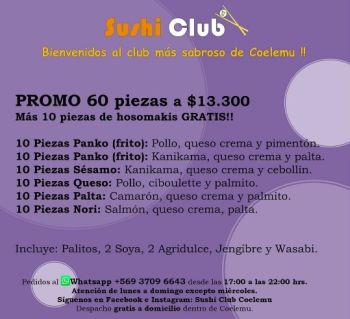 Sushi Club
Bienvenidos al club más sabroso de Coelemu !!
PROMO 60 piezas a $13.300
Más 10 piezas de hosomakis GRATIS!!
10 Piezas Panko (frito): Pollo, queso crema y pimentón.
10 Piezas Panko (frito): Kanikama, queso crema y palta.
10 Piezas Sésamo: Kanikama, queso crema y cebollín.
10 Piezas Queso: Pollo, ciboulette y palmito.
10 Piezas Palta: Camarón, queso crema y palmito.
10 Piezas Nori: Salmón, queso crema, palta.
Incluye: Palitos, 2 Soya, 2 Agridulce, Jengibre y Wasabi.
Pedidos al Whatsapp +569 3709 6643 desde las 17:00 a las 22:00 hrs.
Atención de lunes a domingo excepto miércoles.
Síguenos en Facebook e Instagram: Sushi Club Coelemu
Despacho gratis a domicilio dentro de Coelemu.